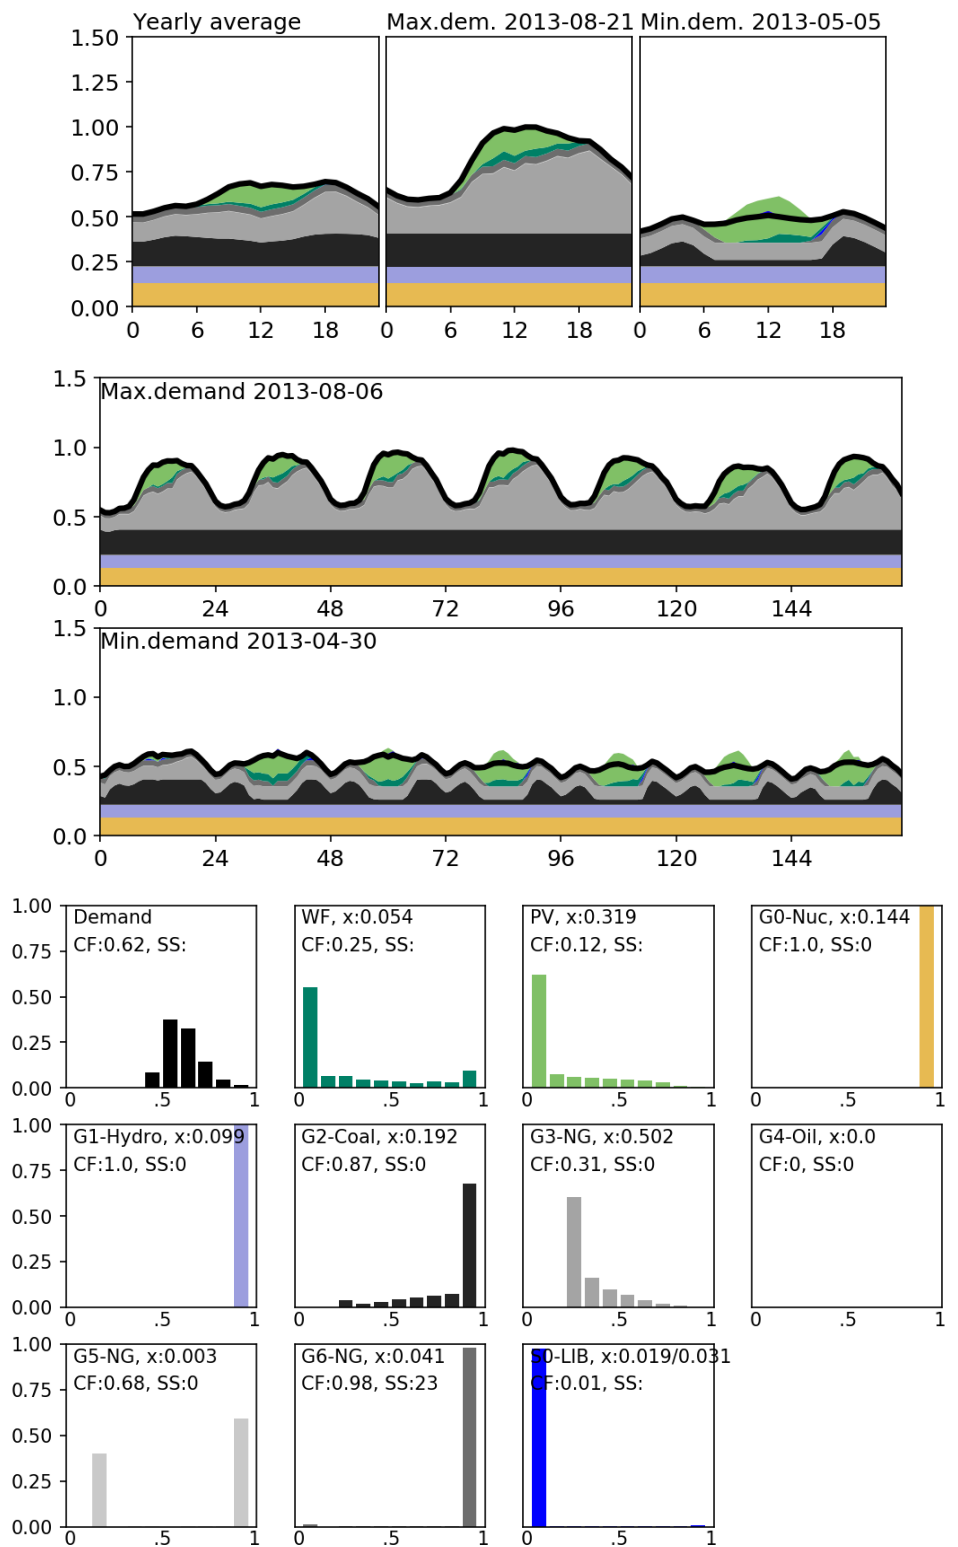 Yearly average
Max.dem. 2013-08-21
Min.dem. 2013-05-05
1.50
1.25
1.00
0.75
0.50
0.25
0.00
0 6 12 18
0 6 12 18
0 6 12 18
Max.demand 2013-08-06
1.5
1.0
0.5
0.0
0 24 48 72 96 120 144
Min.demand 2013-04-30
1.5
1.0
0.5
0.0
0 24 48 72 96 120 144
1.00
0.75
0.50
0.25
0.00
Demand
CF:0.62, SS:
0 .5 1
WF, x:0.054
CF:0.25, SS:
0 .5 1
PV, x:0.319
CF:0.12, SS:
0 .5 1
G0-Nuc, x:0.144
CF:1.0, SS:0
0 .5 1
1.00
0.75
0.50
0.25
0.00
G1-Hydro, x:0.099
CF:1.0, SS:0
0 .5 1
G2-Coal, x:0.192
CF:0.87, SS:0
0 .5 1
G3-NG, x:0.502
CF:0.31, SS:0
0 .5 1
G4-Oil, x:0.0
CF:0, SS:0
0 .5 1
1.00
0.75
0.50
0.25
0.00
G5-NG, x:0.003
CF:0.68, SS:0
0 .5 1
G6-NG, x:0.041
CF:0.98, SS:23
0 .5 1
S0-LIB, x:0.019/0.031
CF:0.01, SS:
0 .5 1